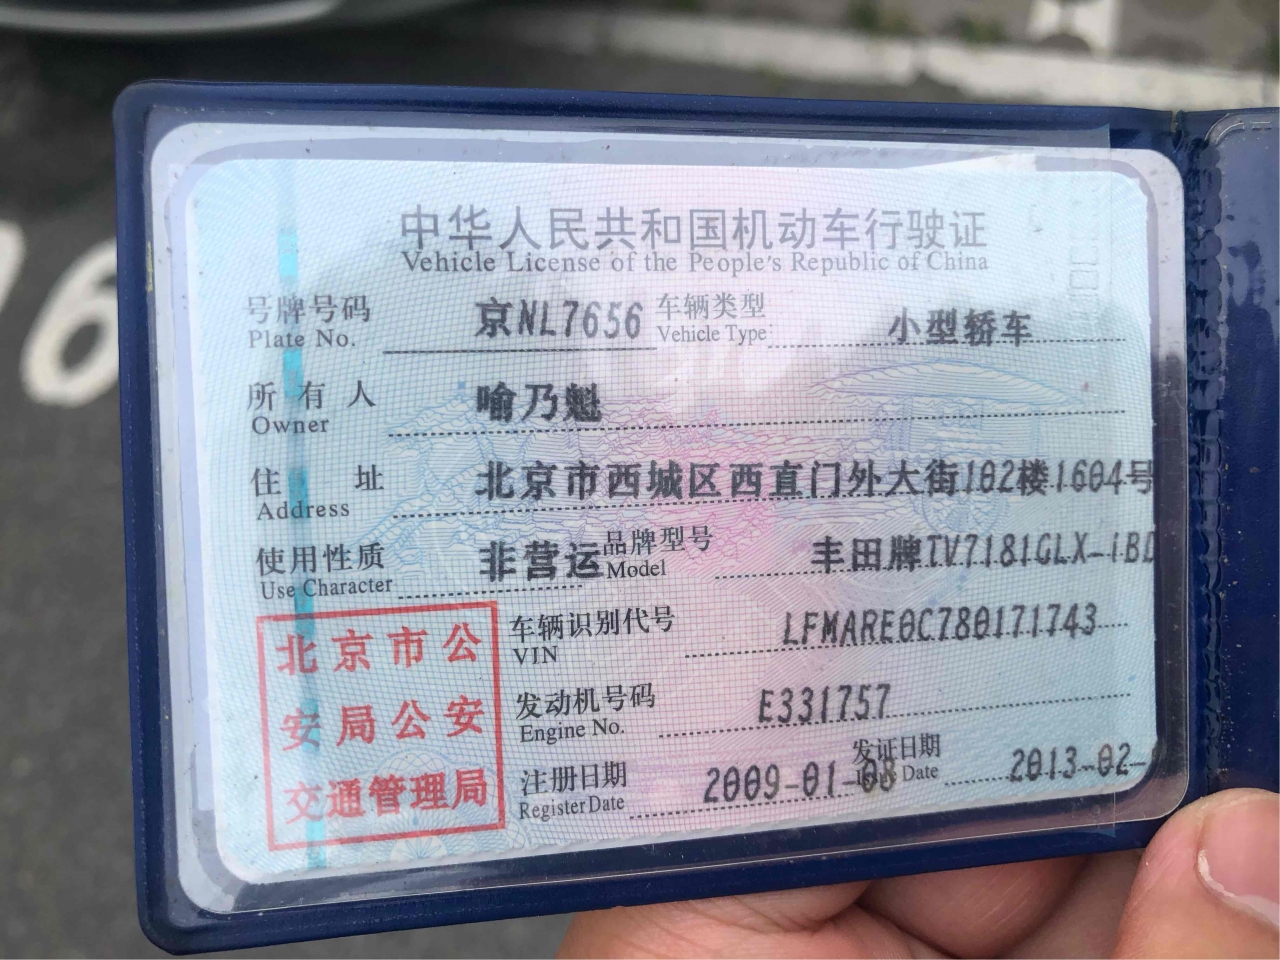 中华人民共和国机动车行驶证
Vehicle License of the People's Republic of China
号牌号码 京NL7656 车辆类型 小型轿车
Plate No. Vehicle Type
所有人 喻乃魁
Owner
住址 北京市西城区西直门外大街102楼1604号
Address
使用性质 非营运 品牌型号 丰田牌TV7181GLX-iBD
Use Character Model
北京市公
安局公安
交通管理局
车辆识别代号 LFMARE0C780171743
VIN
发动机号码 E331757
Engine No.
注册日期 2009-01-08 发证日期 2013-02-
Register Date Issue Date